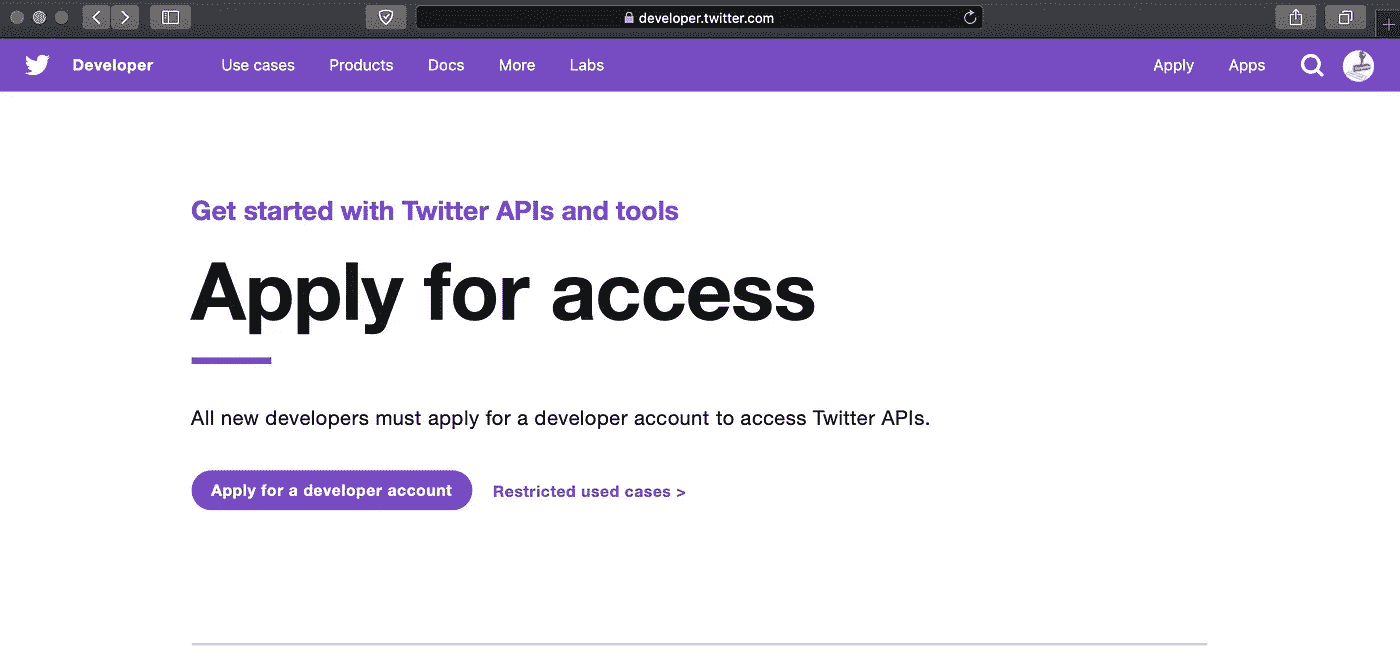 developer.twitter.com
Developer Use cases Products Docs More Labs Apply Apps
Get started with Twitter APIs and tools
Apply for access
All new developers must apply for a developer account to access Twitter APIs.
Apply for a developer account Restricted used cases >